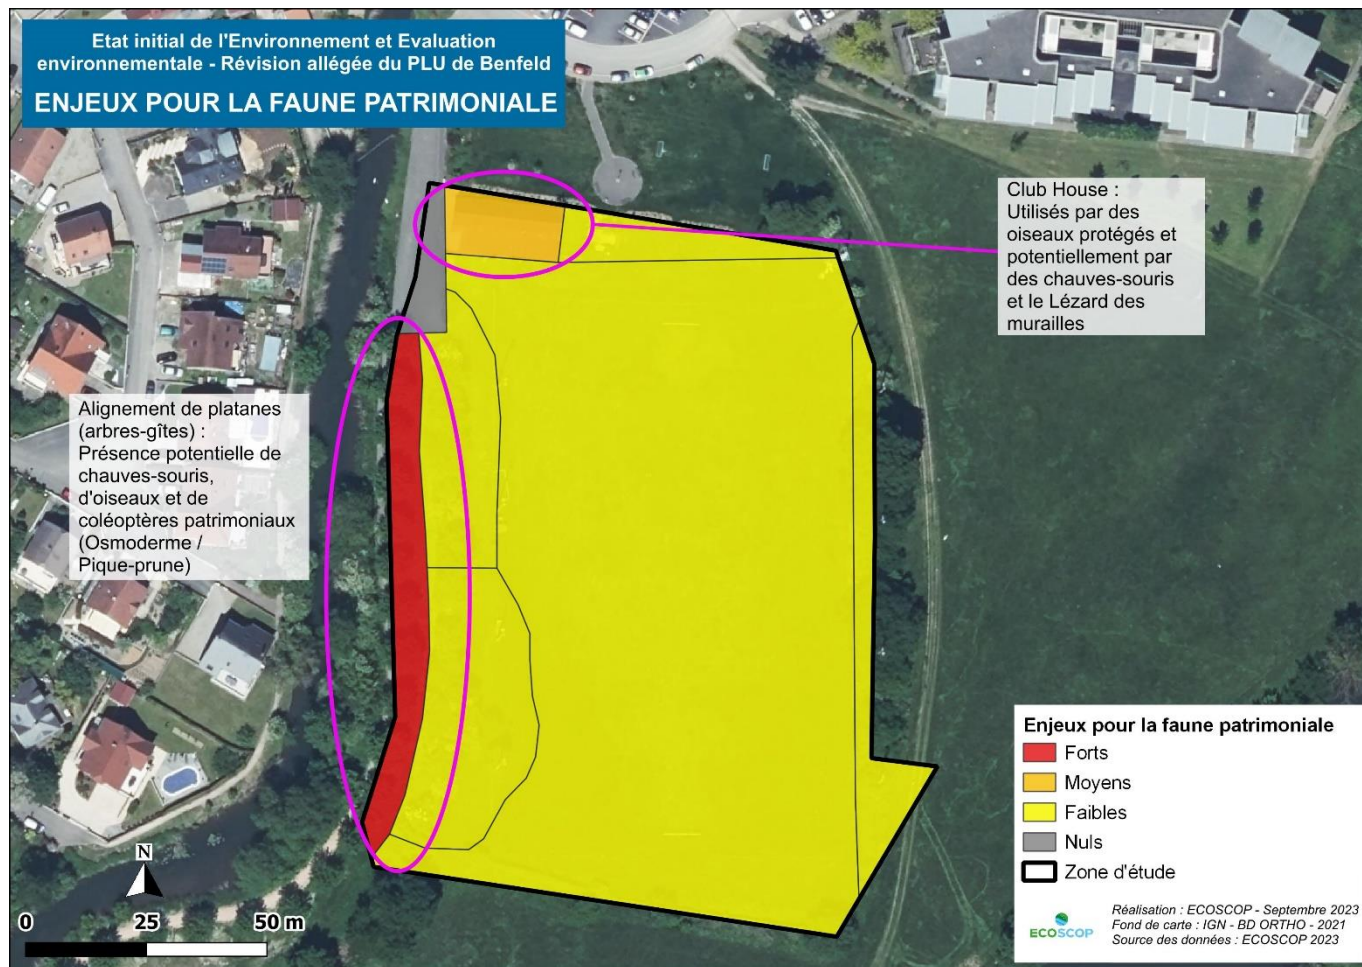 Etat initial de l'Environnement et Evaluation
environnementale - Révision allégée du PLU de Benfeld
ENJEUX POUR LA FAUNE PATRIMONIALE
Club House :
Utilisés par des
oiseaux protégés et
potentiellement par
des chauves-souris
et le Lézard des
murailles
Alignement de platanes
(arbres-gîtes) :
Présence potentielle de
chauves-souris,
d'oiseaux et de
coléoptères patrimoniaux
(Osmoderme /
Pique-prune)
Enjeux pour la faune patrimoniale
Forts
Moyens
Faibles
Nuls
Zone d'étude
N
0 25 50 m
ECOSCOP
Réalisation : ECOSCOP - Septembre 2023
Fond de carte : IGN - BD ORTHO - 2021
Source des données : ECOSCOP 2023